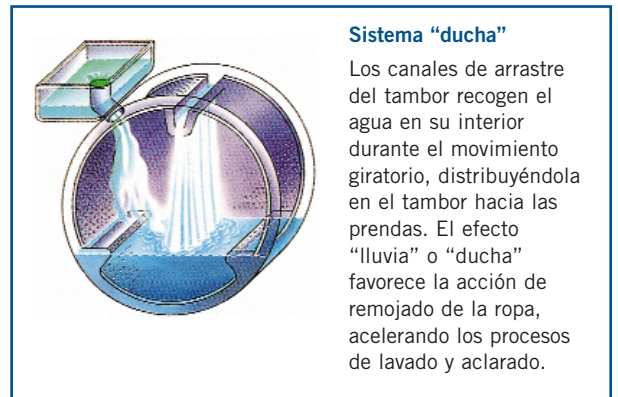 Sistema “ducha”
Los canales de arrastre
del tambor recogen el
agua en su interior
durante el movimiento
giratorio, distribuyéndola
en el tambor hacia las
prendas. El efecto
“lluvia” o “ducha”
favorece la acción de
remojado de la ropa,
acelerando los procesos
de lavado y aclarado.